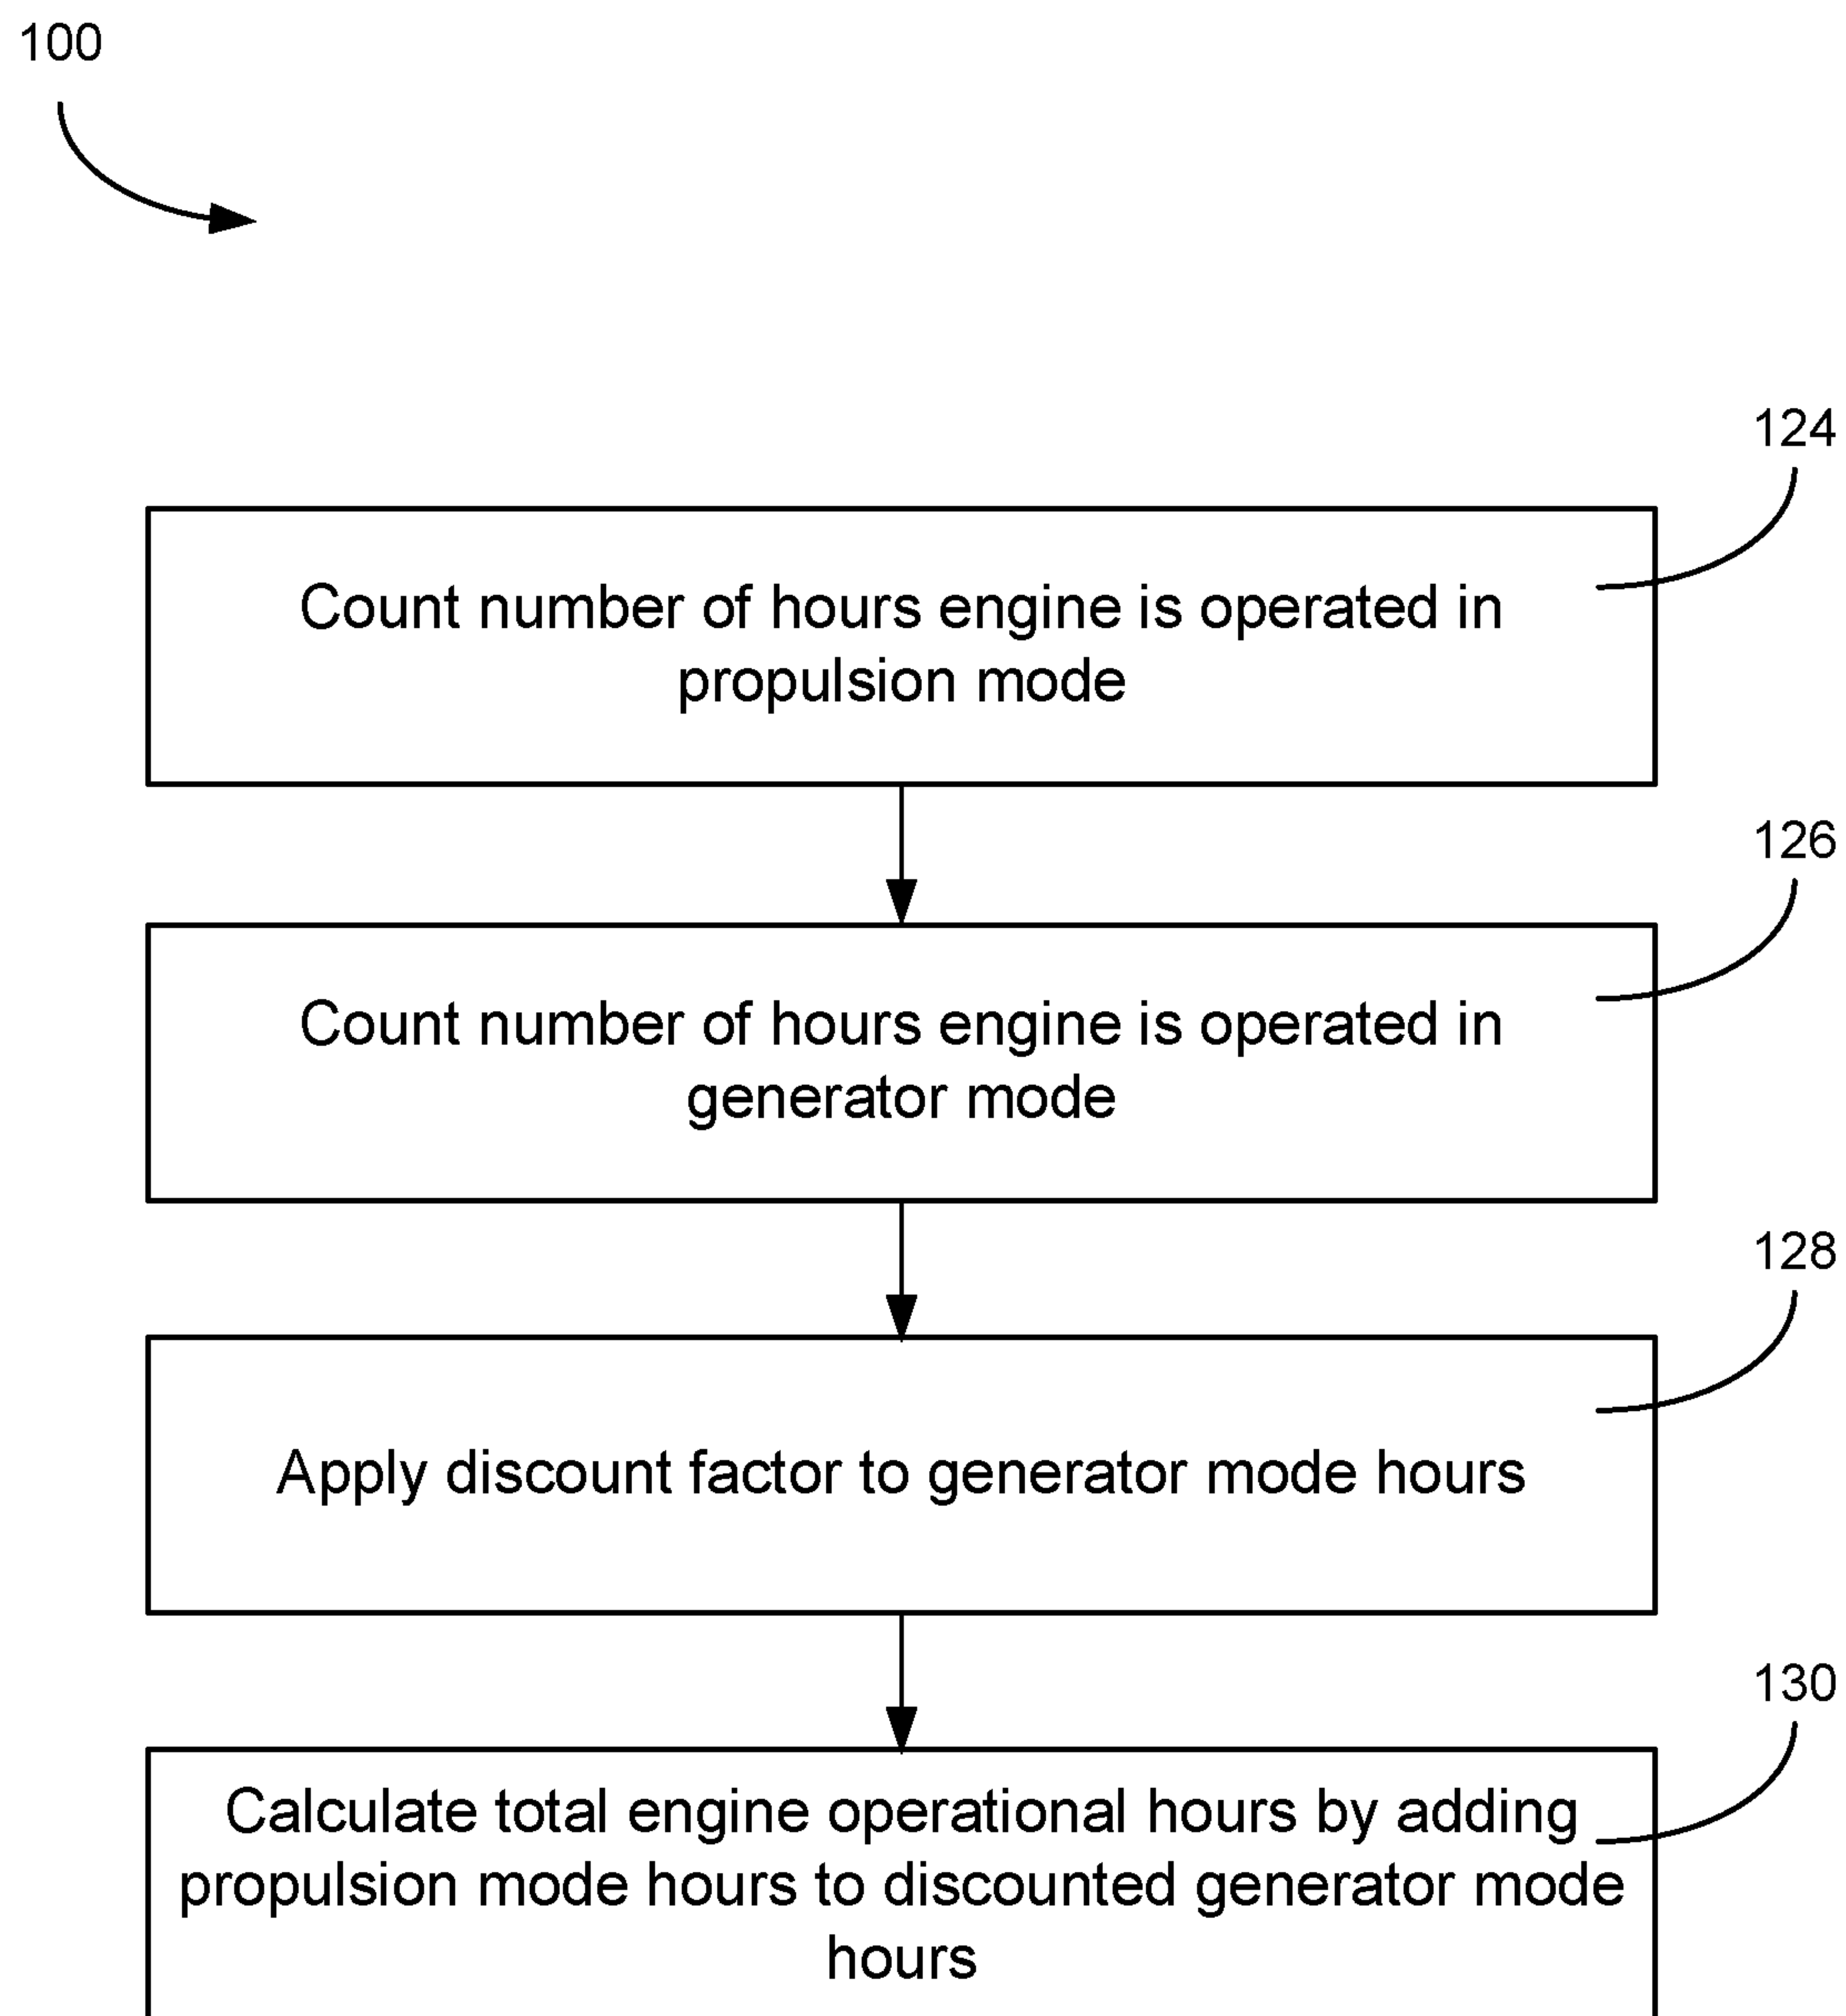 100
124
Count number of hours engine is operated in
propulsion mode
126
Count number of hours engine is operated in
generator mode
128
Apply discount factor to generator mode hours
130
Calculate total engine operational hours by adding
propulsion mode hours to discounted generator mode
hours